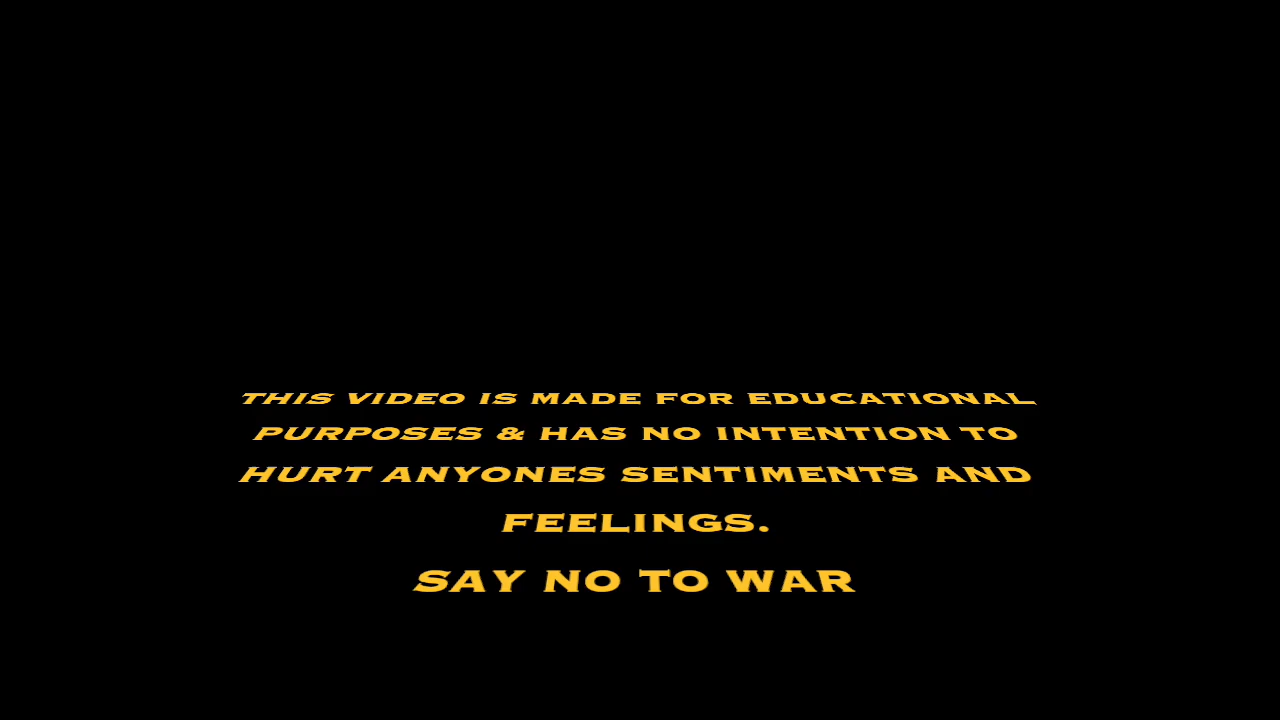 THIS VIDEO IS MADE FOR EDUCATIONAL
PURPOSES & HAS NO INTENTION TO
HURT ANYONES SENTIMENTS AND
FEELINGS.
SAY NO TO WAR